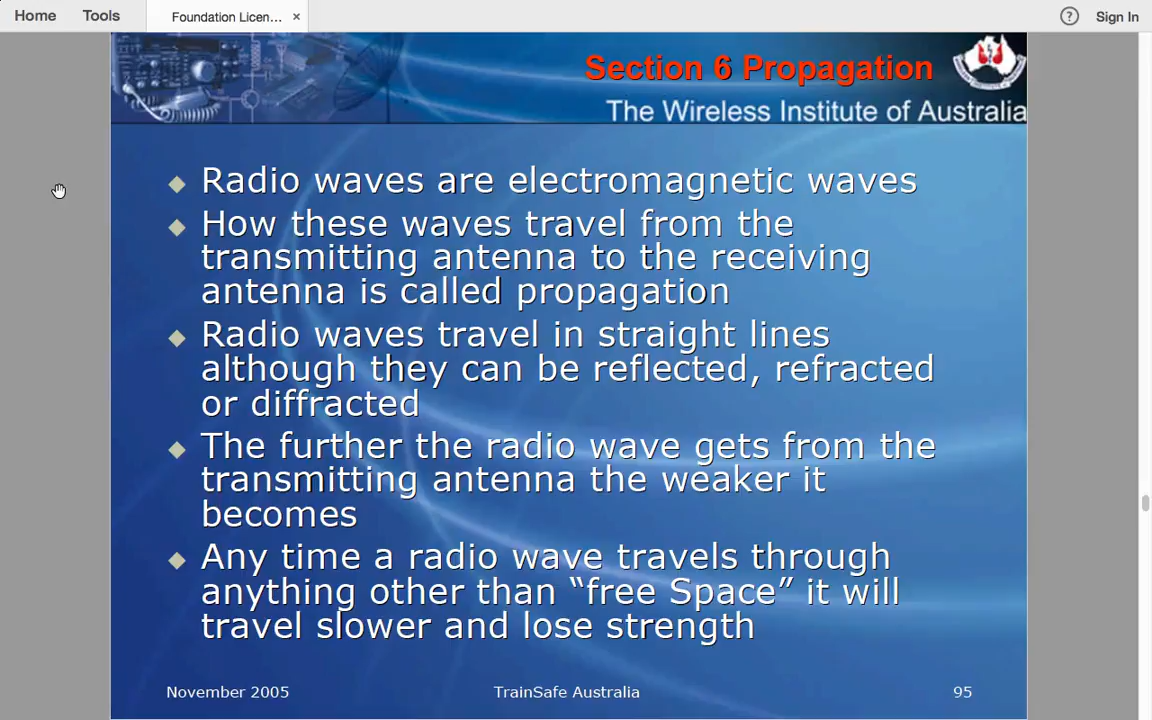 Home Tools Foundation Licen... × ? Sign In
Section 6 Propagation
The Wireless Institute of Australia
Radio waves are electromagnetic waves
How these waves travel from the
transmitting antenna to the receiving
antenna is called propagation
Radio waves travel in straight lines
although they can be reflected, refracted
or diffracted
The further the radio wave gets from the
transmitting antenna the weaker it
becomes
Any time a radio wave travels through
anything other than “free Space” it will
travel slower and lose strength
November 2005 TrainSafe Australia 95